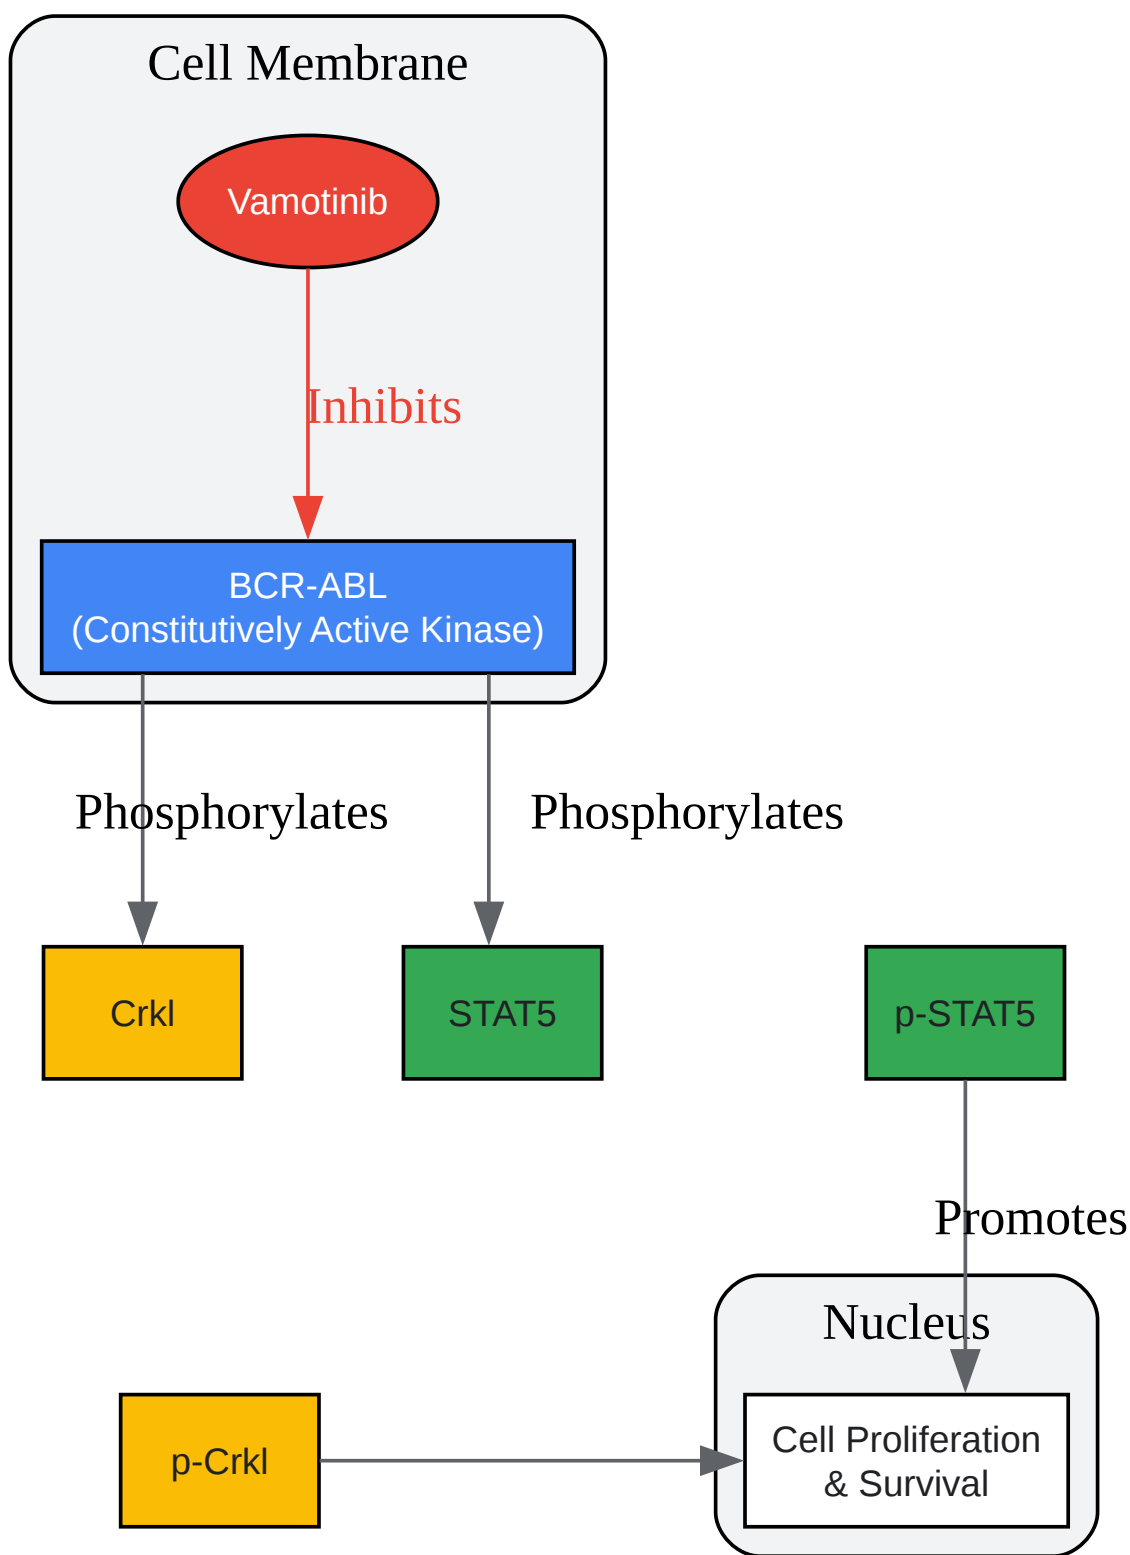 Cell Membrane
Vamotinib
Inhibits
BCR-ABL
(Constitutively Active Kinase)
Phosphorylates
Phosphorylates
Crkl
STAT5
p-STAT5
Promotes
Nucleus
p-Crkl
Cell Proliferation
& Survival